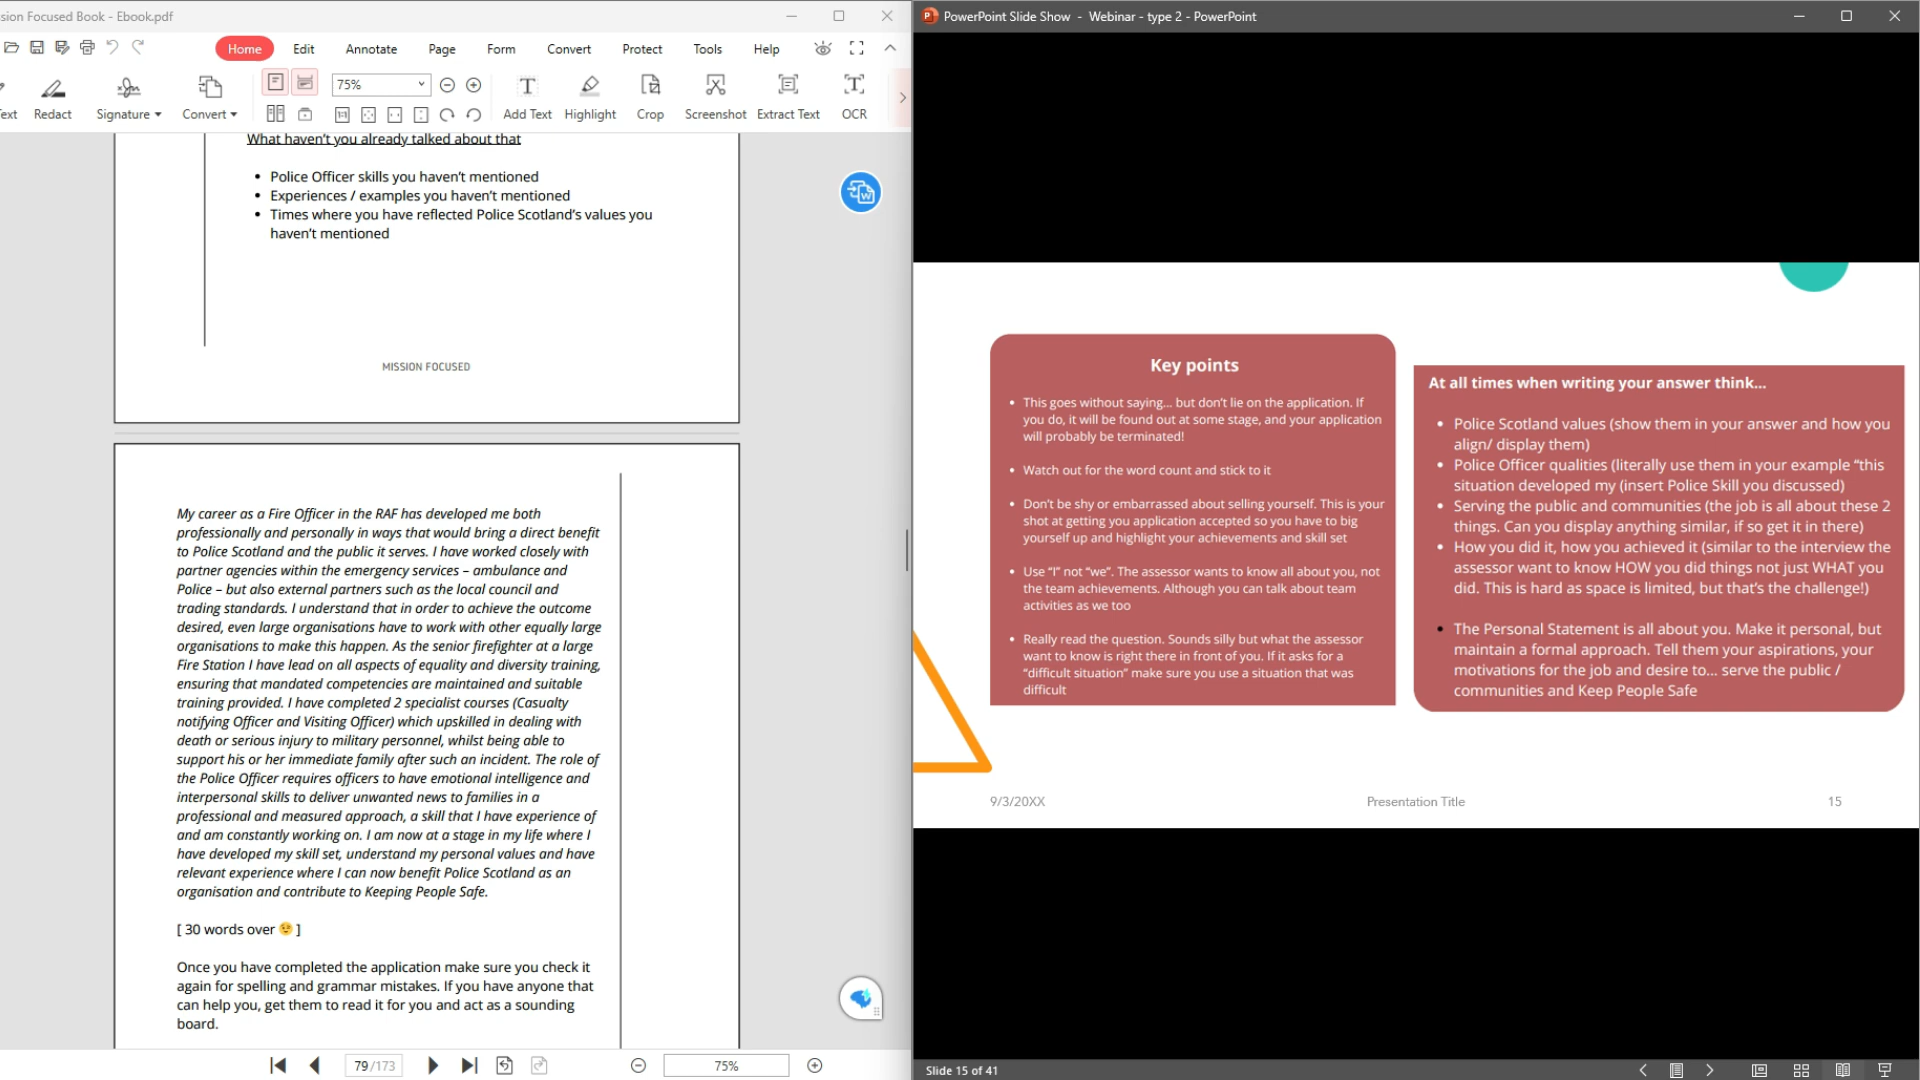 sion Focused Book - Ebook.pdf
Home
Edit
Annotate
Page
Form
Convert
Protect
Tools
Help
Redact
Signature
Convert
75%
Add Text
Highlight
Crop
Screenshot
Extract Text
OCR
What haven't you already talked about that
• Police Officer skills you haven't mentioned
• Experiences / examples you haven't mentioned
• Times where you have reflected Police Scotland's values you
haven't mentioned
MISSION FOCUSED
My career as a Fire Officer in the RAF has developed me both
professionally and personally in ways that would bring a direct benefit
to Police Scotland and the public it serves. I have worked closely with
partner agencies within the emergency services – ambulance and
Police – but also external partners such as the local council and
trading standards. I understand that in order to achieve the outcome
desired, even large organisations have to work with other equally large
organisations to make this happen. As the senior firefighter at a large
Fire Station I have lead on all aspects of equality and diversity training,
ensuring that mandated competencies are maintained and suitable
training provided. I have completed 2 specialist courses (Casualty
notifying Officer and Visiting Officer) which upskilled in dealing with
death or serious injury to military personnel, whilst being able to
support his or her immediate family after such an incident. The role of
the Police Officer requires officers to have emotional intelligence and
interpersonal skills to deliver unwanted news to families in a
professional and measured approach, a skill that I have experience of
and am constantly working on. I am now at a stage in my life where I
have developed my skill set, understand my personal values and have
relevant experience where I can now benefit Police Scotland as an
organisation and contribute to Keeping People Safe.
[ 30 words over 😉 ]
Once you have completed the application make sure you check it
again for spelling and grammar mistakes. If you have anyone that
can help you, get them to read it for you and act as a sounding
board.
79 /173
75%
PowerPoint Slide Show - Webinar - type 2 - PowerPoint
Key points
• This goes without saying... but don't lie on the application. If
you do, it will be found out at some stage, and your application
will probably be terminated!
• Watch out for the word count and stick to it
• Don't be shy or embarrassed about selling yourself. This is your
shot at getting you application accepted so you have to big
yourself up and highlight your achievements and skill set
• Use "I" not "we". The assessor wants to know all about you, not
the team achievements. Although you can talk about team
activities as we too
• Really read the question. Sounds silly but what the assessor
want to know is right there in front of you. If it asks for a
"difficult situation" make sure you use a situation that was
difficult
At all times when writing your answer think...
• Police Scotland values (show them in your answer and how you
align/ display them)
• Police Officer qualities (literally use them in your example "this
situation developed my (insert Police Skill you discussed)
• Serving the public and communities (the job is all about these 2
things. Can you display anything similar, if so get it in there)
• How you did it, how you achieved it (similar to the interview the
assessor want to know HOW you did things not just WHAT you
did. This is hard as space is limited, but that's the challenge!)
• The Personal Statement is all about you. Make it personal, but
maintain a formal approach. Tell them your aspirations, your
motivations for the job and desire to... serve the public /
communities and Keep People Safe
9/3/20XX
Presentation Title
15
Slide 15 of 41